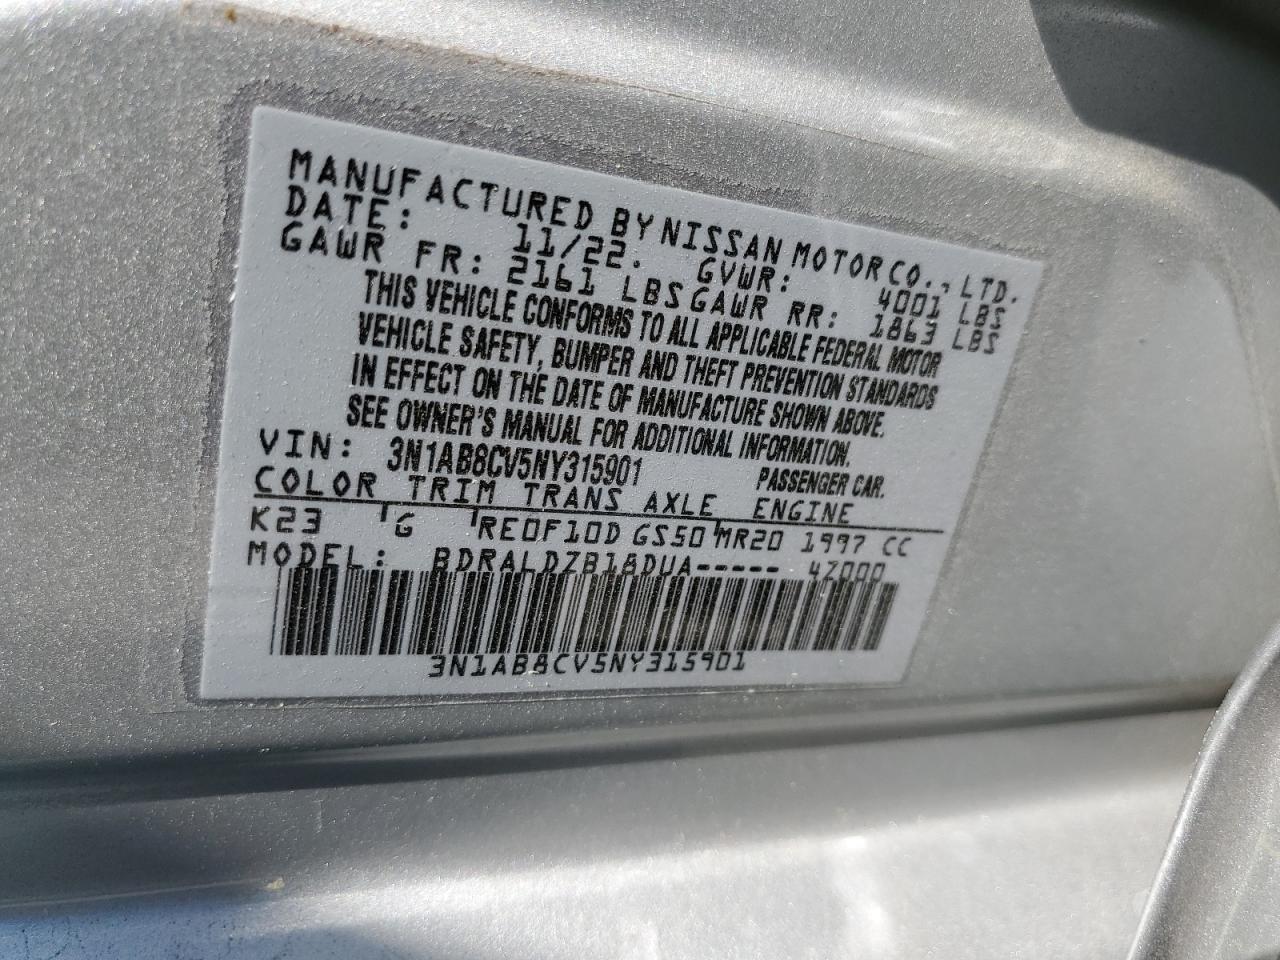 MANUFACTURED BY NISSAN MOTOR CO., LTD.
DATE: 11/22. GVWR: 4001 LBS
GAWR FR: 2161 LBS GAWR RR: 1863 LBS
THIS VEHICLE CONFORMS TO ALL APPLICABLE FEDERAL MOTOR
VEHICLE SAFETY, BUMPER AND THEFT PREVENTION STANDARDS
IN EFFECT ON THE DATE OF MANUFACTURE SHOWN ABOVE.
SEE OWNER'S MANUAL FOR ADDITIONAL INFORMATION.
VIN: 3N1AB8CV5NY315901 PASSENGER CAR.
COLOR TRIM TRANS AXLE ENGINE
K23 G RE0F10D GS50 MR20 1997 CC
MODEL: BDRALDZB18DUA----- 4Z000
3N1AB8CV5NY315901